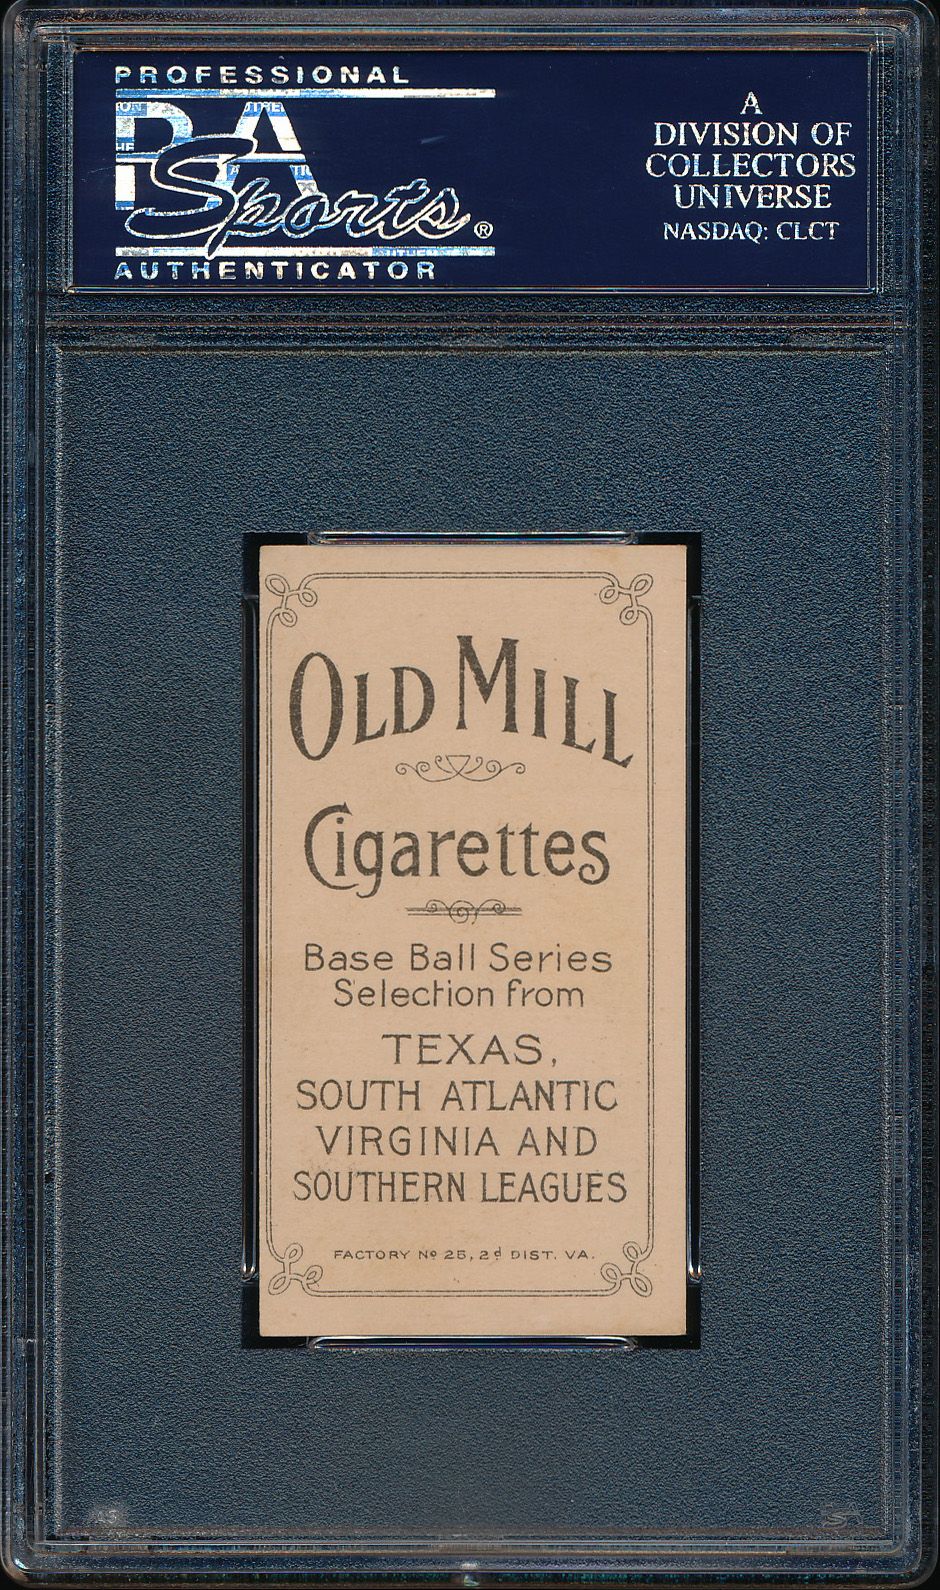 PROFESSIONAL
PSA
Sports®
AUTHENTICATOR
A
DIVISION OF
COLLECTORS
UNIVERSE
NASDAQ: CLCT
OLD MILL
Cigarettes
Base Ball Series
Selection from
TEXAS,
SOUTH ATLANTIC
VIRGINIA AND
SOUTHERN LEAGUES
FACTORY Nº 25, 2d DIST. VA.